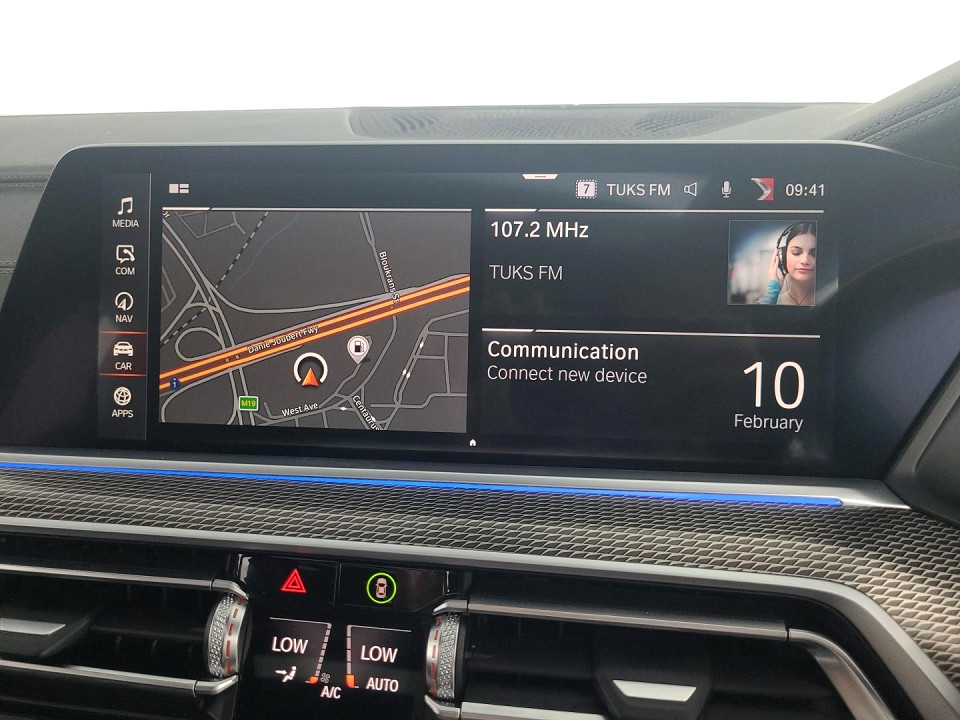 7 TUKS FM 09:41
MEDIA
COM
NAV
CAR
APPS
Bloukrans St
Danie Joubert Fwy
M19
West Ave
Centaurus
107.2 MHz
TUKS FM
Communication
Connect new device
10
February
LOW
LOW
A/C
AUTO